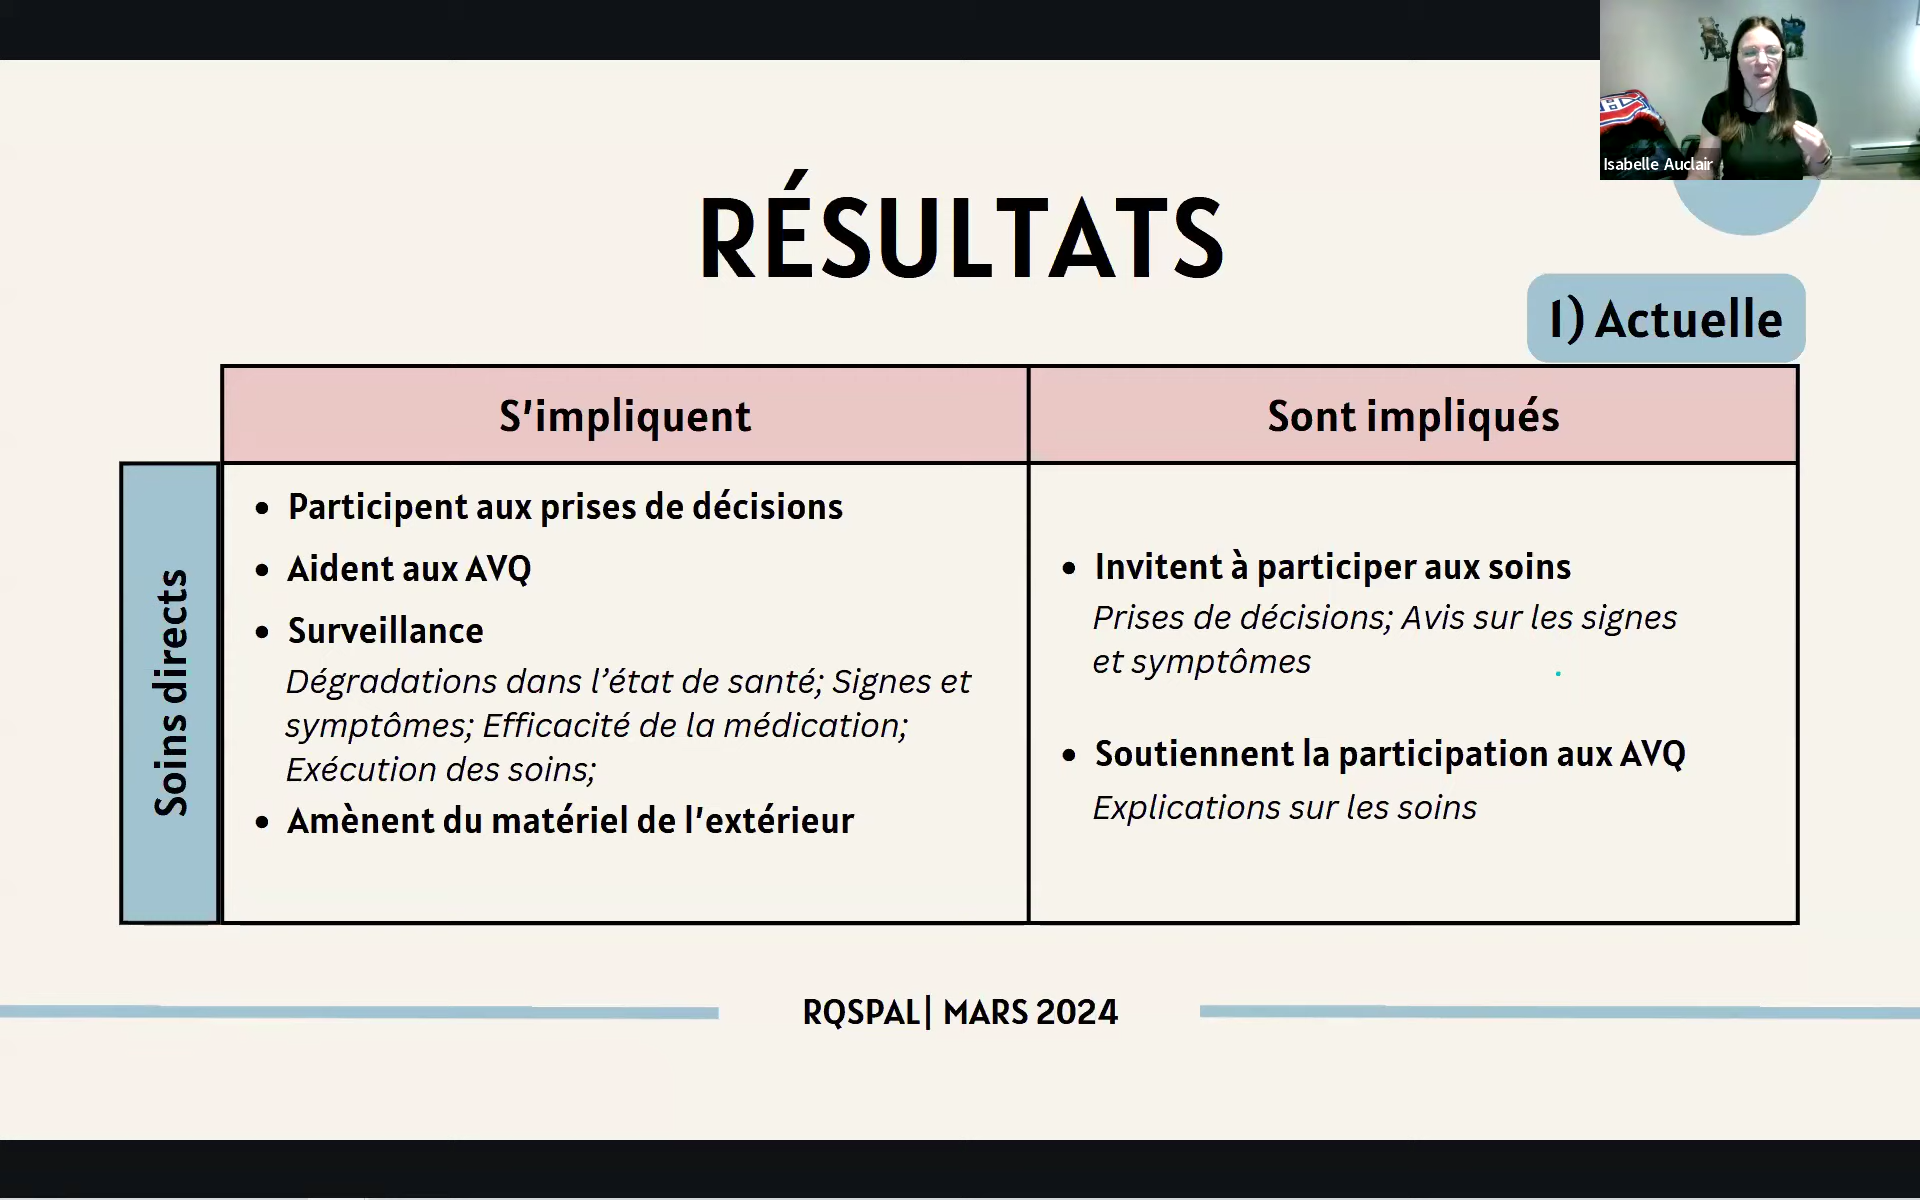 Isabelle Auclair
RÉSULTATS
1) Actuelle
S'impliquent
Sont impliqués
Soins directs
• Participent aux prises de décisions
• Aident aux AVQ
• Surveillance
Dégradations dans l'état de santé; Signes et
symptômes; Efficacité de la médication;
Exécution des soins;
• Amènent du matériel de l'extérieur
• Invitent à participer aux soins
Prises de décisions; Avis sur les signes
et symptômes
• Soutiennent la participation aux AVQ
Explications sur les soins
RQSPAL| MARS 2024